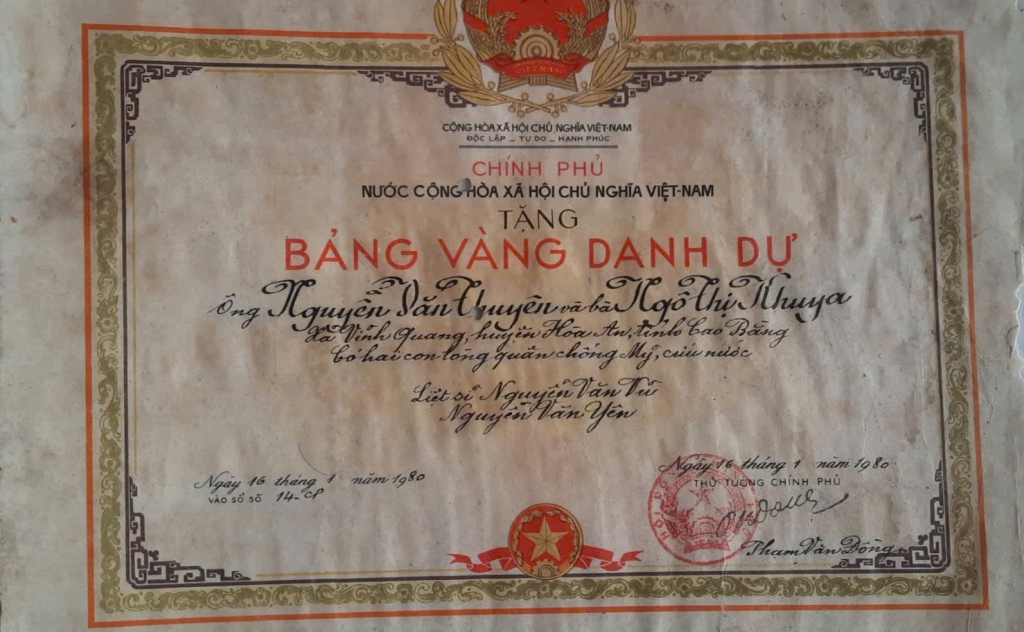 VIỆT NAM
CỘNG HÒA XÃ HỘI CHỦ NGHĨA VIỆT-NAM
ĐỘC LẬP _ TỰ DO _ HẠNH PHÚC
CHÍNH PHỦ
NƯỚC CỘNG HÒA XÃ HỘI CHỦ NGHĨA VIỆT-NAM
TẶNG
BẢNG VÀNG DANH DỰ
Ông Nguyễn Văn Thuyên và bà Ngô Thị Khuya
Xã Vĩnh Quang, huyện Hòa An, tỉnh Cao Bằng
Có hai con tòng quân chống Mỹ, cứu nước
Liệt sĩ Nguyễn Văn Tứ
Nguyễn Văn Yên
Ngày 16 tháng 1 năm 1980
VÀO SỔ SỐ 14-CP
Ngày 16 tháng 1 năm 1980
THỦ TƯỚNG CHÍNH PHỦ
Phạm Văn Đồng